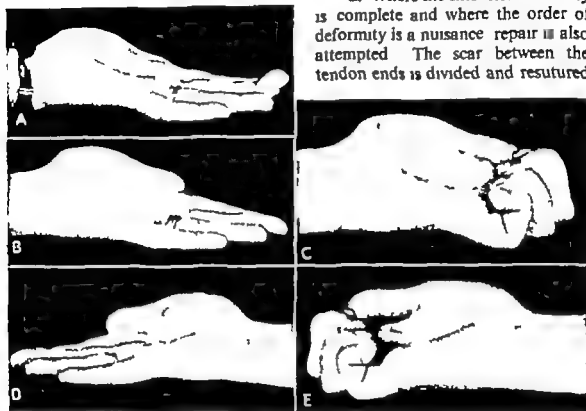 is complete and where the order of
deformity is a nuisance repair is also
attempted The scar between the
tendon ends is divided and resutured
A
B
C
D
E